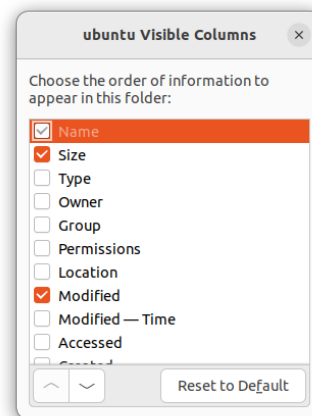 ubuntu Visible Columns
Choose the order of information to
appear in this folder:
Name
Size
Type
Owner
Group
Permissions
Location
Modified
Modified — Time
Accessed
Reset to Default